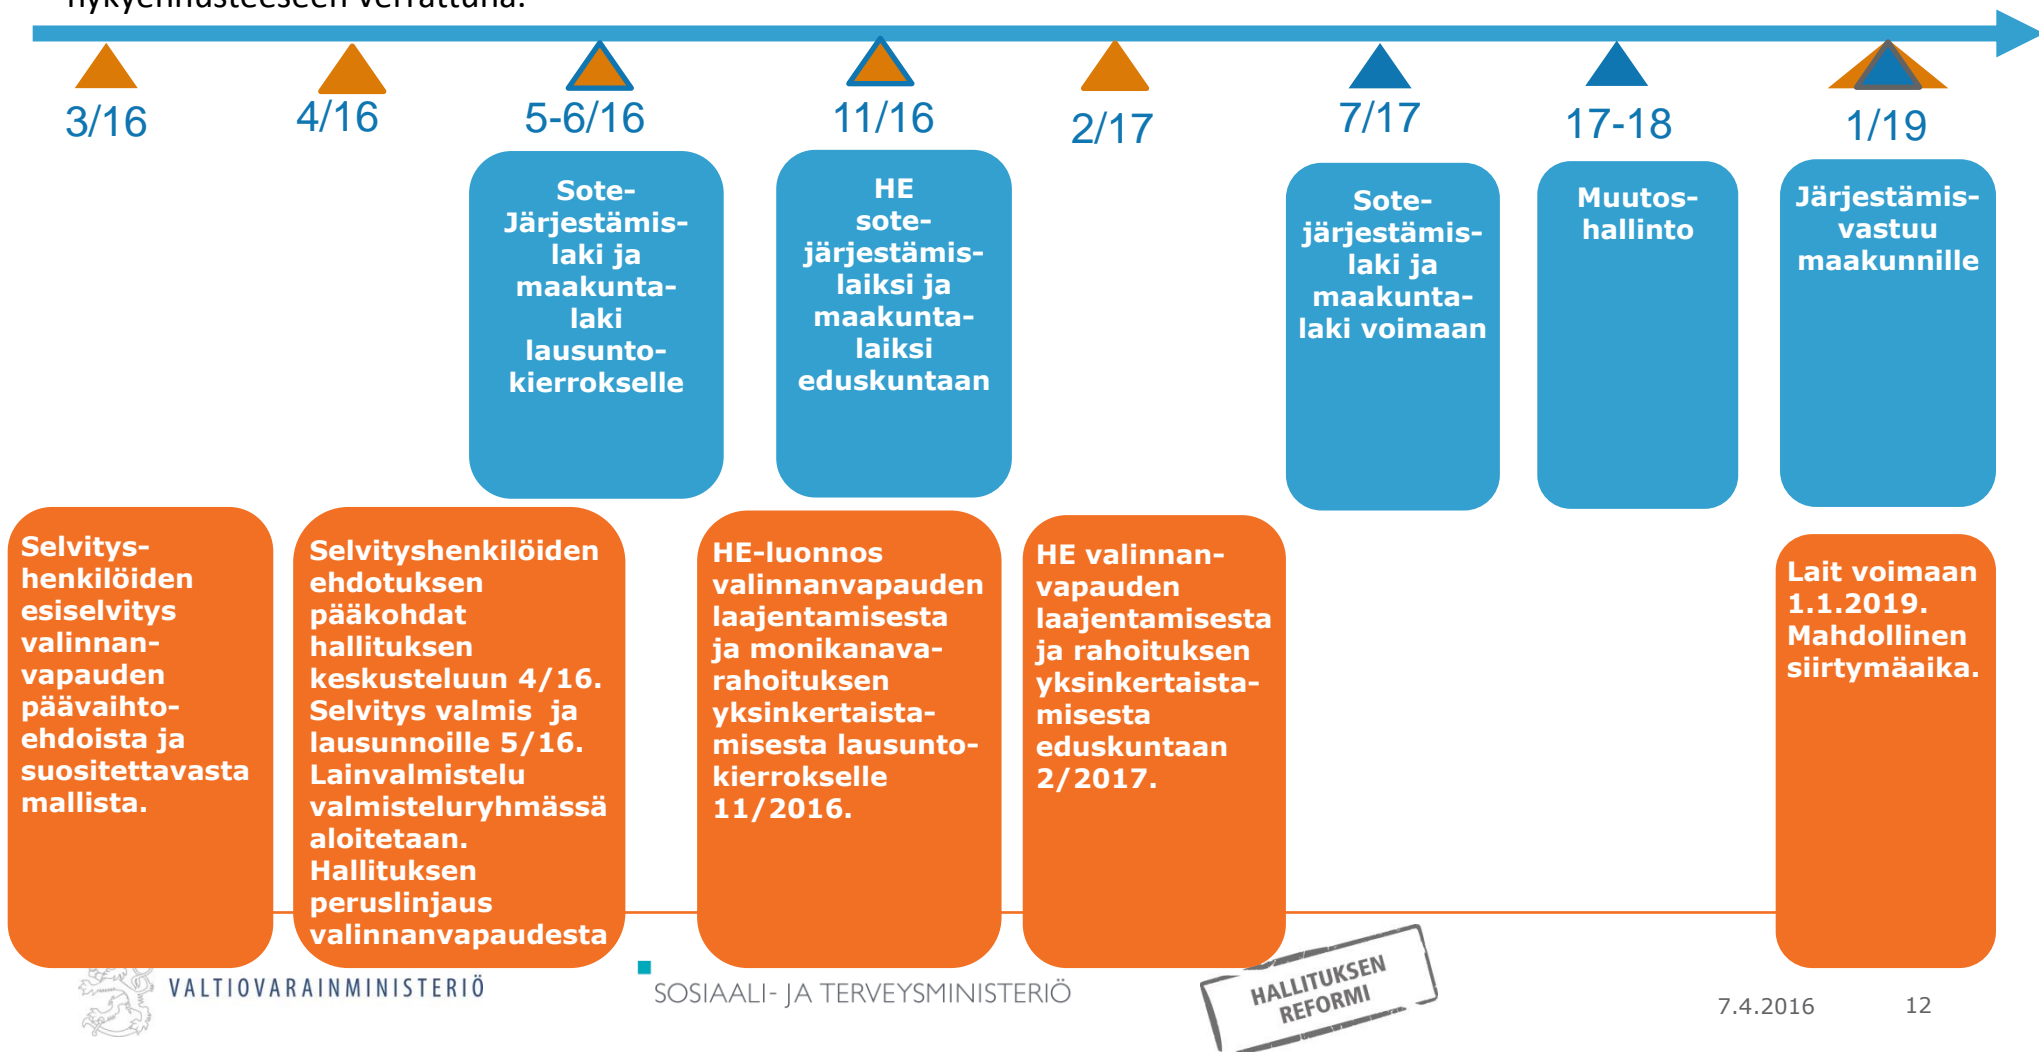 nykyennusteeseen verrattuna.
3/16
4/16
5-6/16
11/16
2/17
7/17
17-18
1/19
Sote-
Järjestämis-
laki ja
maakunta-
laki
lausunto-
kierrokselle
HE
sote-
järjestämis-
laiksi ja
maakunta-
laiksi
eduskuntaan
Sote-
järjestämis-
laki ja
maakunta-
laki voimaan
Muutos-
hallinto
Järjestämis-
vastuu
maakunnille
Selvitys-
henkilöiden
esiselvitys
valinnan-
vapauden
päävaihto-
ehdoista ja
suositettavasta
mallista.
Selvityshenkilöiden
ehdotuksen
pääkohdat
hallituksen
keskusteluun 4/16.
Selvitys valmis ja
lausunnoille 5/16.
Lainvalmistelu
valmisteluryhmässä
aloitetaan.
Hallituksen
peruslinjaus
valinnanvapaudesta
HE-luonnos
valinnanvapauden
laajentamisesta
ja monikanava-
rahoituksen
yksinkertaista-
misesta lausunto-
kierrokselle
11/2016.
HE valinnan-
vapauden
laajentamisesta
ja rahoituksen
yksinkertaista-
misesta
eduskuntaan
2/2017.
Lait voimaan
1.1.2019.
Mahdollinen
siirtymäaika.
VALTIOVARAINMINISTERIÖ
SOSIAALI- JA TERVEYSMINISTERIÖ
HALLITUKSEN
REFORMI
7.4.2016
12